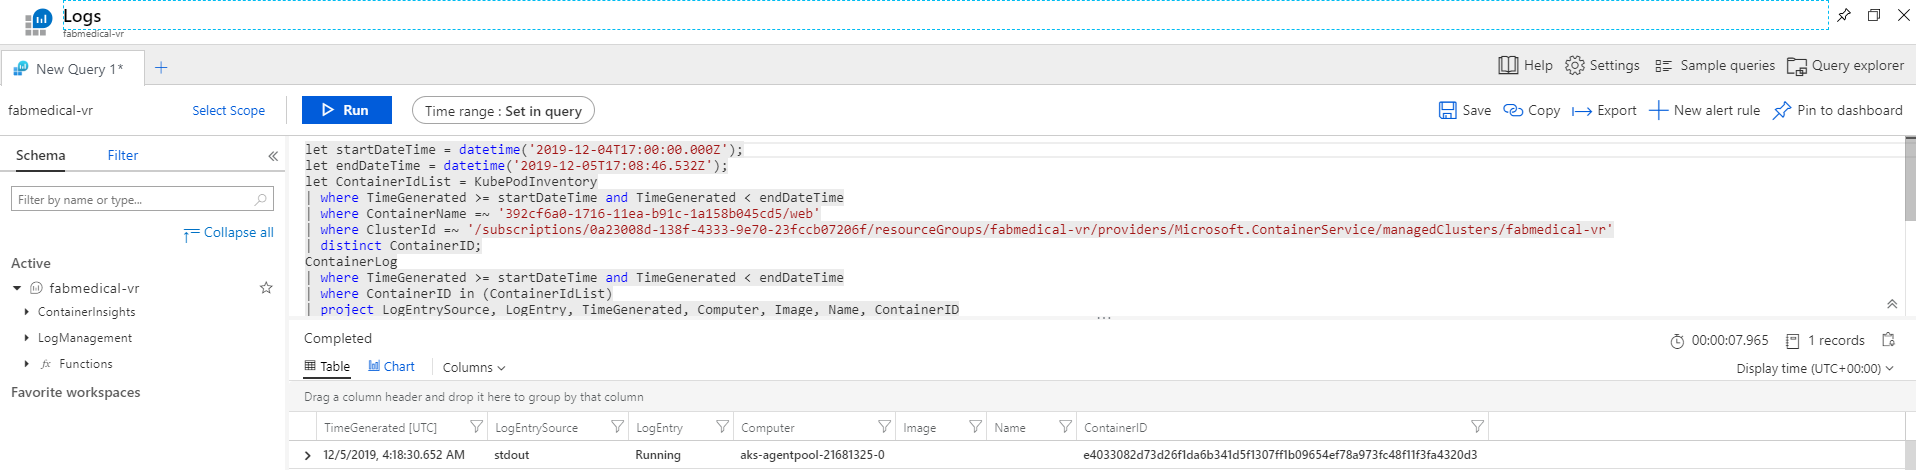 Logs
fabmedical-vr
New Query 1*
Help Settings Sample queries Query explorer
fabmedical-vr Select Scope Run Time range : Set in query Save Copy Export New alert rule Pin to dashboard
Schema Filter
Filter by name or type...
Collapse all
Active
fabmedical-vr
ContainerInsights
LogManagement
fx Functions
Favorite workspaces
let startDateTime = datetime('2019-12-04T17:00:00.000Z');
let endDateTime = datetime('2019-12-05T17:08:46.532Z');
let ContainerIdList = KubePodInventory
| where TimeGenerated >= startDateTime and TimeGenerated < endDateTime
| where ContainerName =~ '392cf6a0-1716-11ea-b91c-1a158b045cd5/web'
| where ClusterId =~ '/subscriptions/0a23008d-138f-4333-9e70-23fccb07206f/resourceGroups/fabmedical-vr/providers/Microsoft.ContainerService/managedClusters/fabmedical-vr'
| distinct ContainerID;
ContainerLog
| where TimeGenerated >= startDateTime and TimeGenerated < endDateTime
| where ContainerID in (ContainerIdList)
| project LogEntrySource, LogEntry, TimeGenerated, Computer, Image, Name, ContainerID
Completed 00:00:07.965 1 records
Table Chart Columns Display time (UTC+00:00)
Drag a column header and drop it here to group by that column
TimeGenerated [UTC] LogEntrySource LogEntry Computer Image Name ContainerID
12/5/2019, 4:18:30.652 AM stdout Running aks-agentpool-21681325-0 e4033082d73d26f1da6b341d5f1307ff1b09654ef78a973fc48f11f3fa4320d3